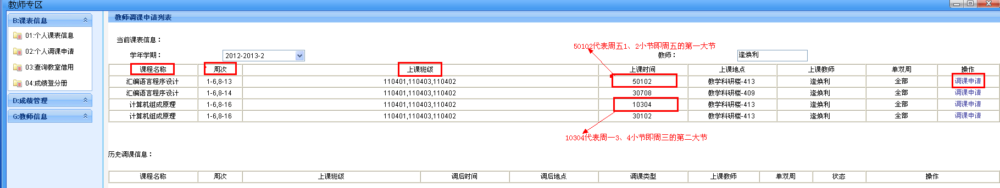 教师专区
B:课表信息
01:个人课表信息
02:个人调课申请
03:查询教室借用
04:成绩登分册
D:成绩管理
G:教师信息
教师调课申请列表
当前课表信息：
50102代表周五1、2小节即周五的第一大节
学年学期： 2012-2013-2 教师： 逄焕利
课程名称 周次 上课班级 上课时间 上课地点 上课教师 单双周 操作
汇编语言程序设计 1-6,8-13 110401,110403,110402 50102 教学科研楼-413 逄焕利 全部 调课申请
汇编语言程序设计 1-6,8-14 110401,110403,110402 30708 教学科研楼-409 逄焕利 全部 调课申请
计算机组成原理 1-6,8-16 110401,110403,110402 10304 教学科研楼-413 逄焕利 全部 调课申请
计算机组成原理 1-6,8-16 110401,110403,110402 30102 教学科研楼-413 逄焕利 全部 调课申请
10304代表周一3、4小节即周三的第二大节
历史调课信息：
课程名称 周次 上课班级 调后时间 调后地点 调课类型 上课教师 单双周 状态 操作